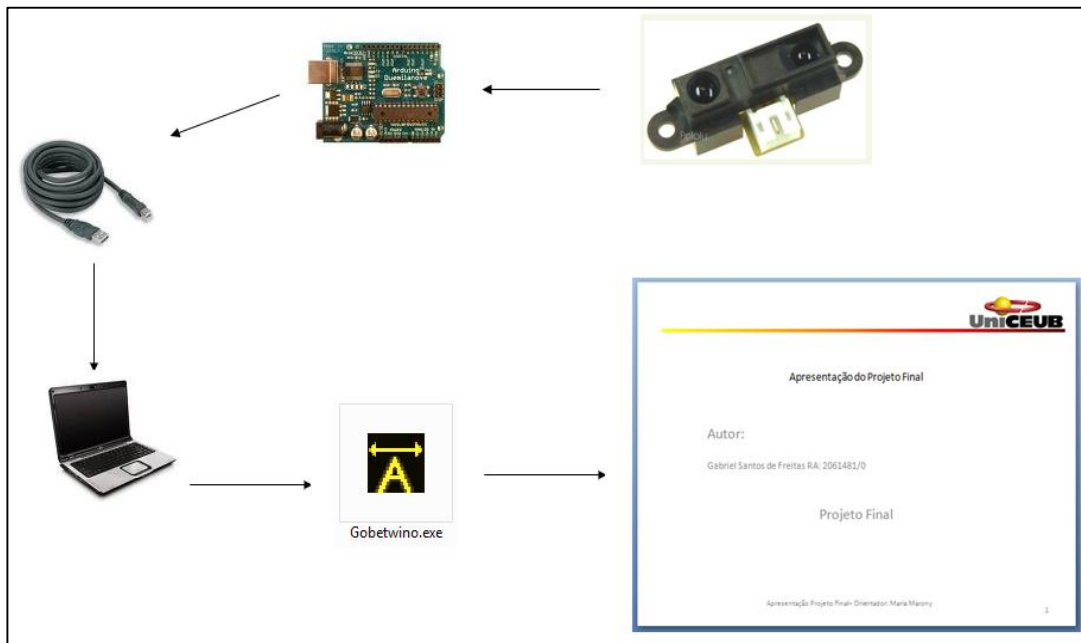 Arduino
Duemilanove
Pololu
UniCEUB
Apresentação do Projeto Final
Autor:
Gabriel Santos de Freitas RA: 2061481/0
Projeto Final
Apresentação Projeto Final- Orientador: Maria Marony
1
A
Gobetwino.exe